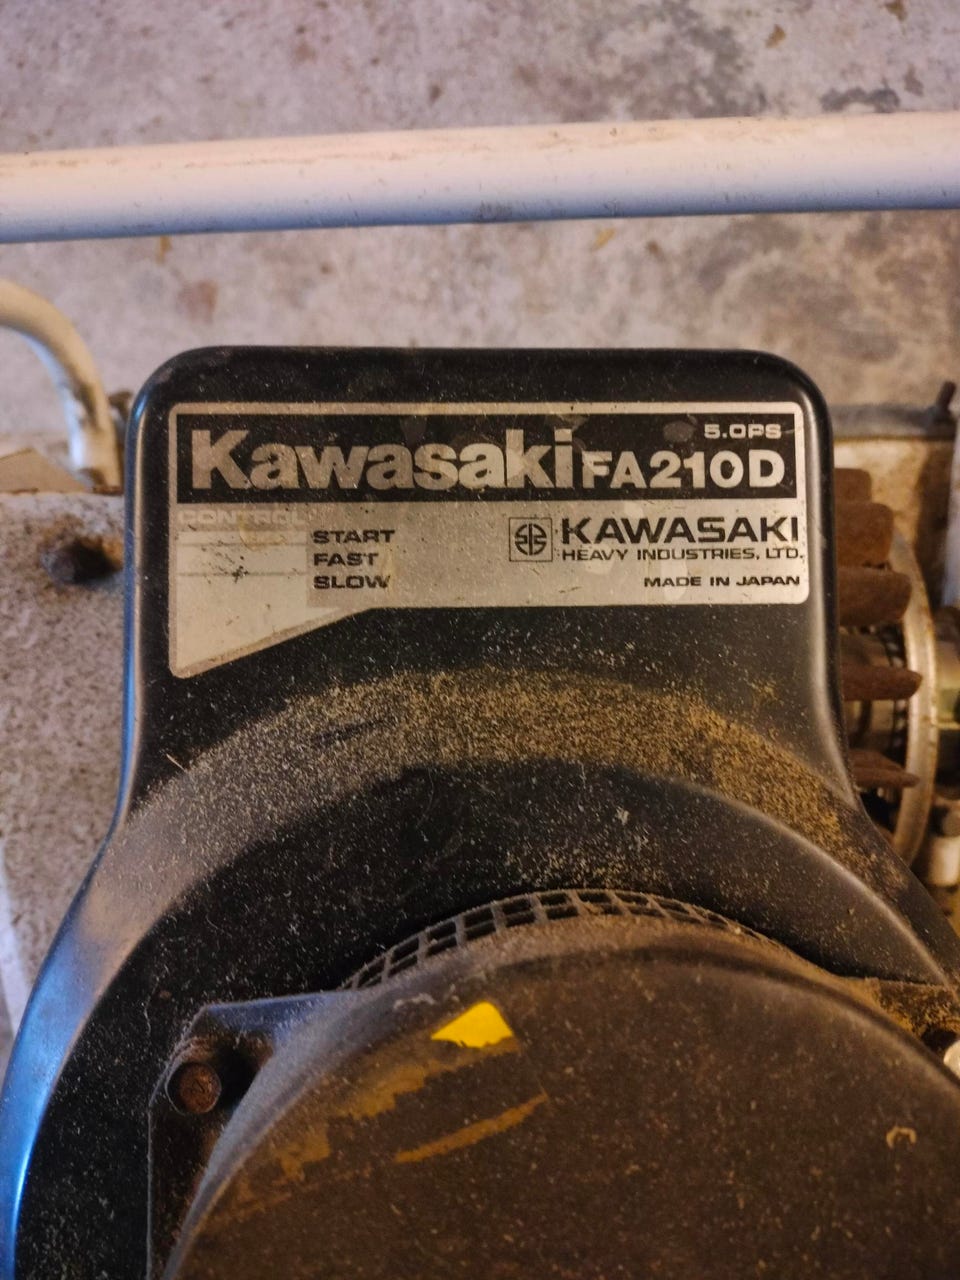 5.0PS
Kawasaki FA210D
CONTROL
START
FAST
SLOW
KAWASAKI
HEAVY INDUSTRIES, LTD.
MADE IN JAPAN